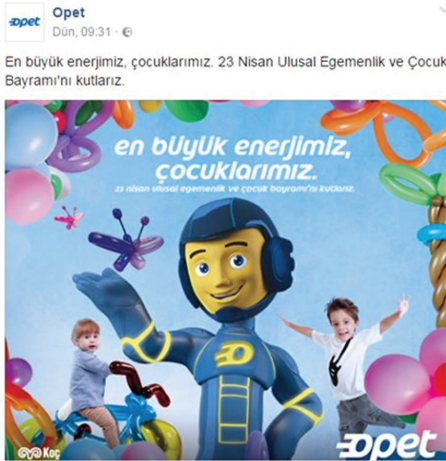 opet
Opet
Dün, 09:31
En büyük enerjimiz, çocuklarımız. 23 Nisan Ulusal Egemenlik ve Çocuk
Bayramı'nı kutlarız.
en büyük enerjimiz,
çocuklarımız.
23 nisan ulusal egemenlik ve çocuk bayramı'nı kutlarız.
Koç
opet